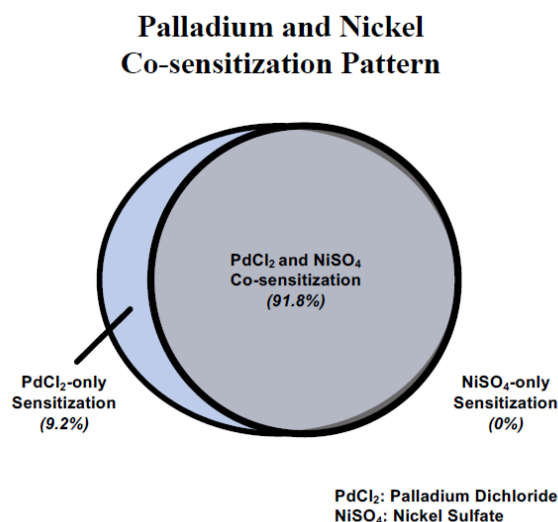 Palladium and Nickel
Co-sensitization Pattern
PdCl₂ and NiSO₄
Co-sensitization
(91.8%)
PdCl₂-only
Sensitization
(9.2%)
NiSO₄-only
Sensitization
(0%)
PdCl₂: Palladium Dichloride
NiSO₄: Nickel Sulfate